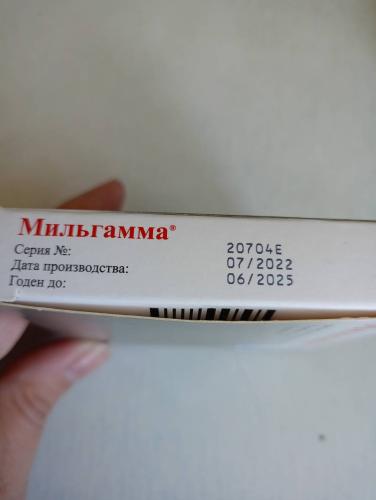 Мильгамма®
Серия №: 20704E
Дата производства: 07/2022
Годен до: 06/2025